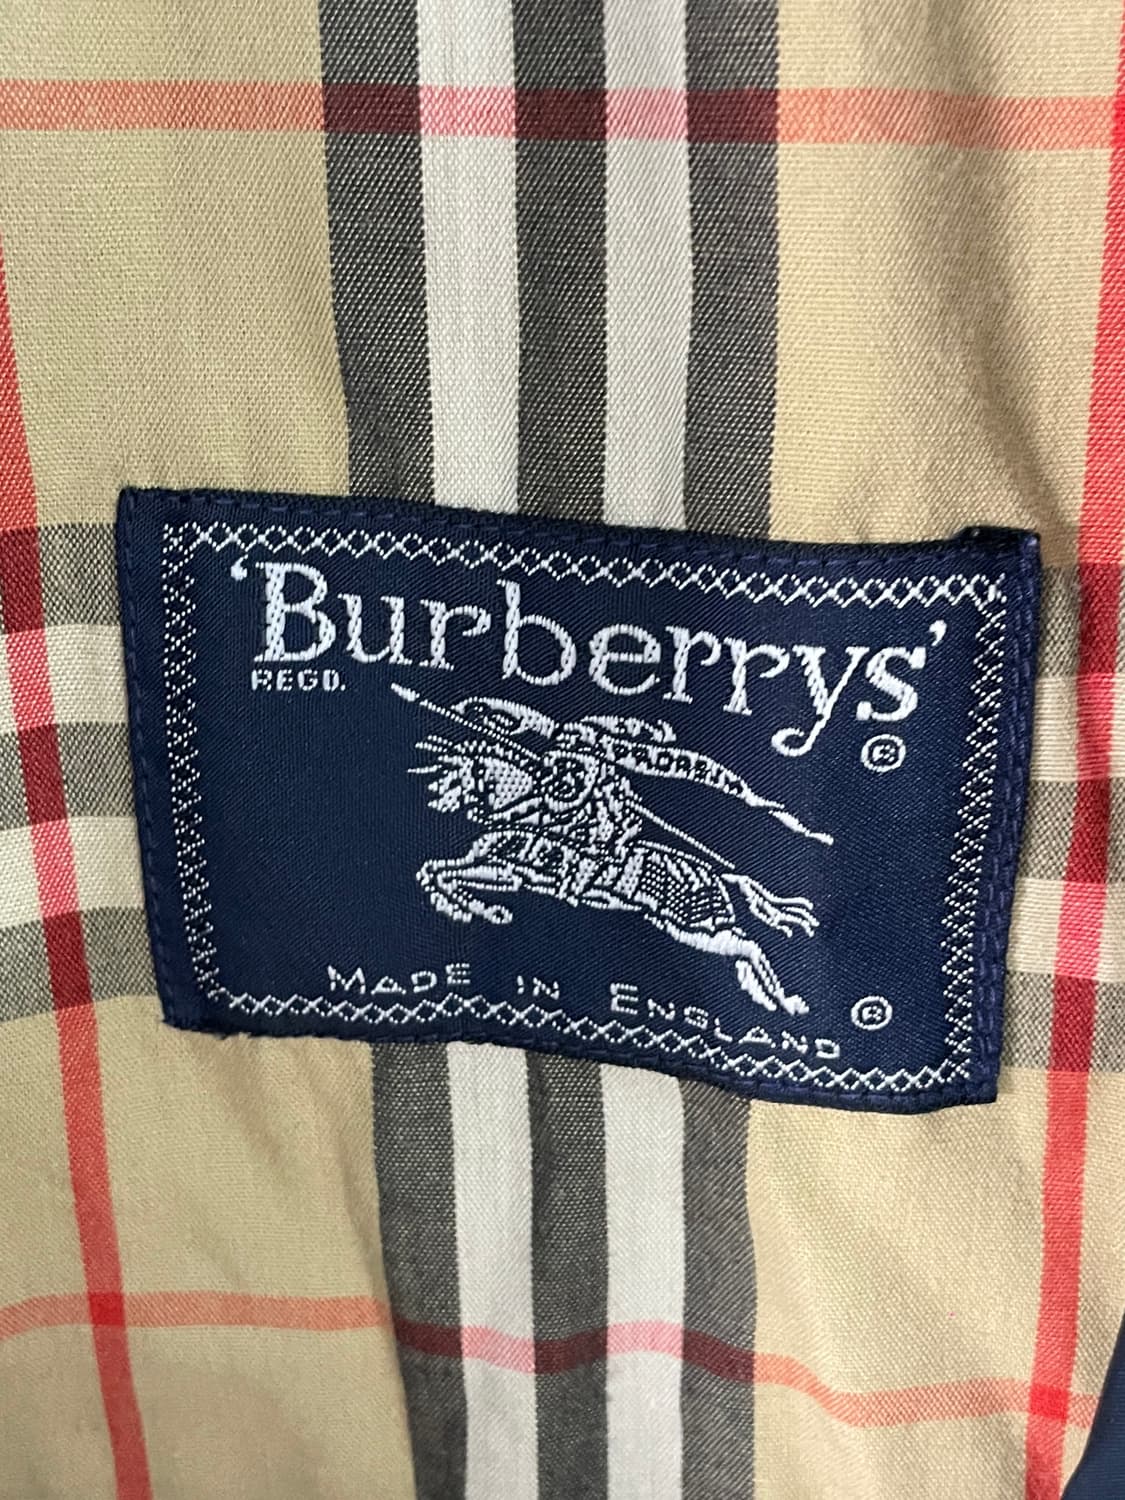 ‘Burberrys’
REGD. ®
PRORSUM
MADE IN ENGLAND ®